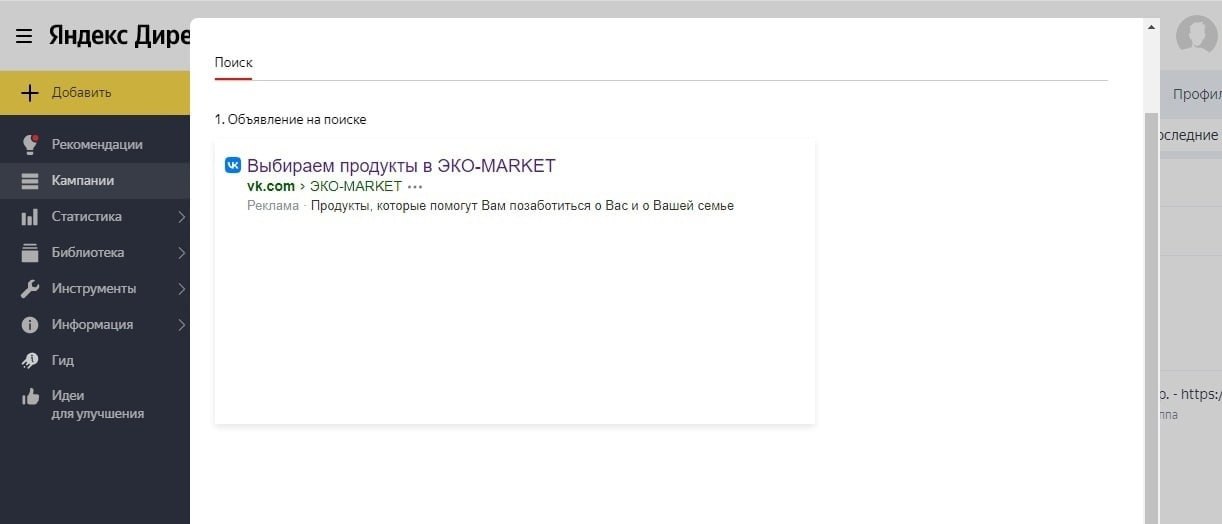 Яндекс Дире
Добавить
Рекомендации
Кампании
Статистика
Библиотека
Инструменты
Информация
Гид
Идеи
для улучшения
Поиск
1. Объявление на поиске
Выбираем продукты в ЭКО-MARKET
vk.com › ЭКО-MARKET •••
Реклама · Продукты, которые помогут Вам позаботиться о Вас и о Вашей семье
Профил
оследние
о. - https:/
ппа